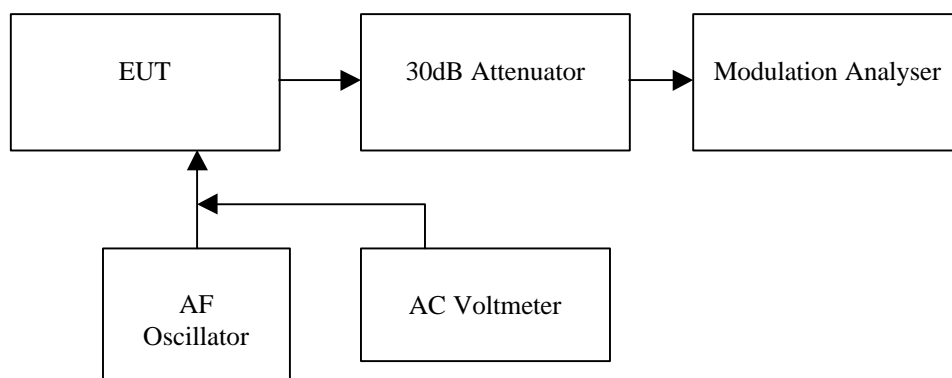 EUT
30dB Attenuator
Modulation Analyser
AF
Oscillator
AC Voltmeter